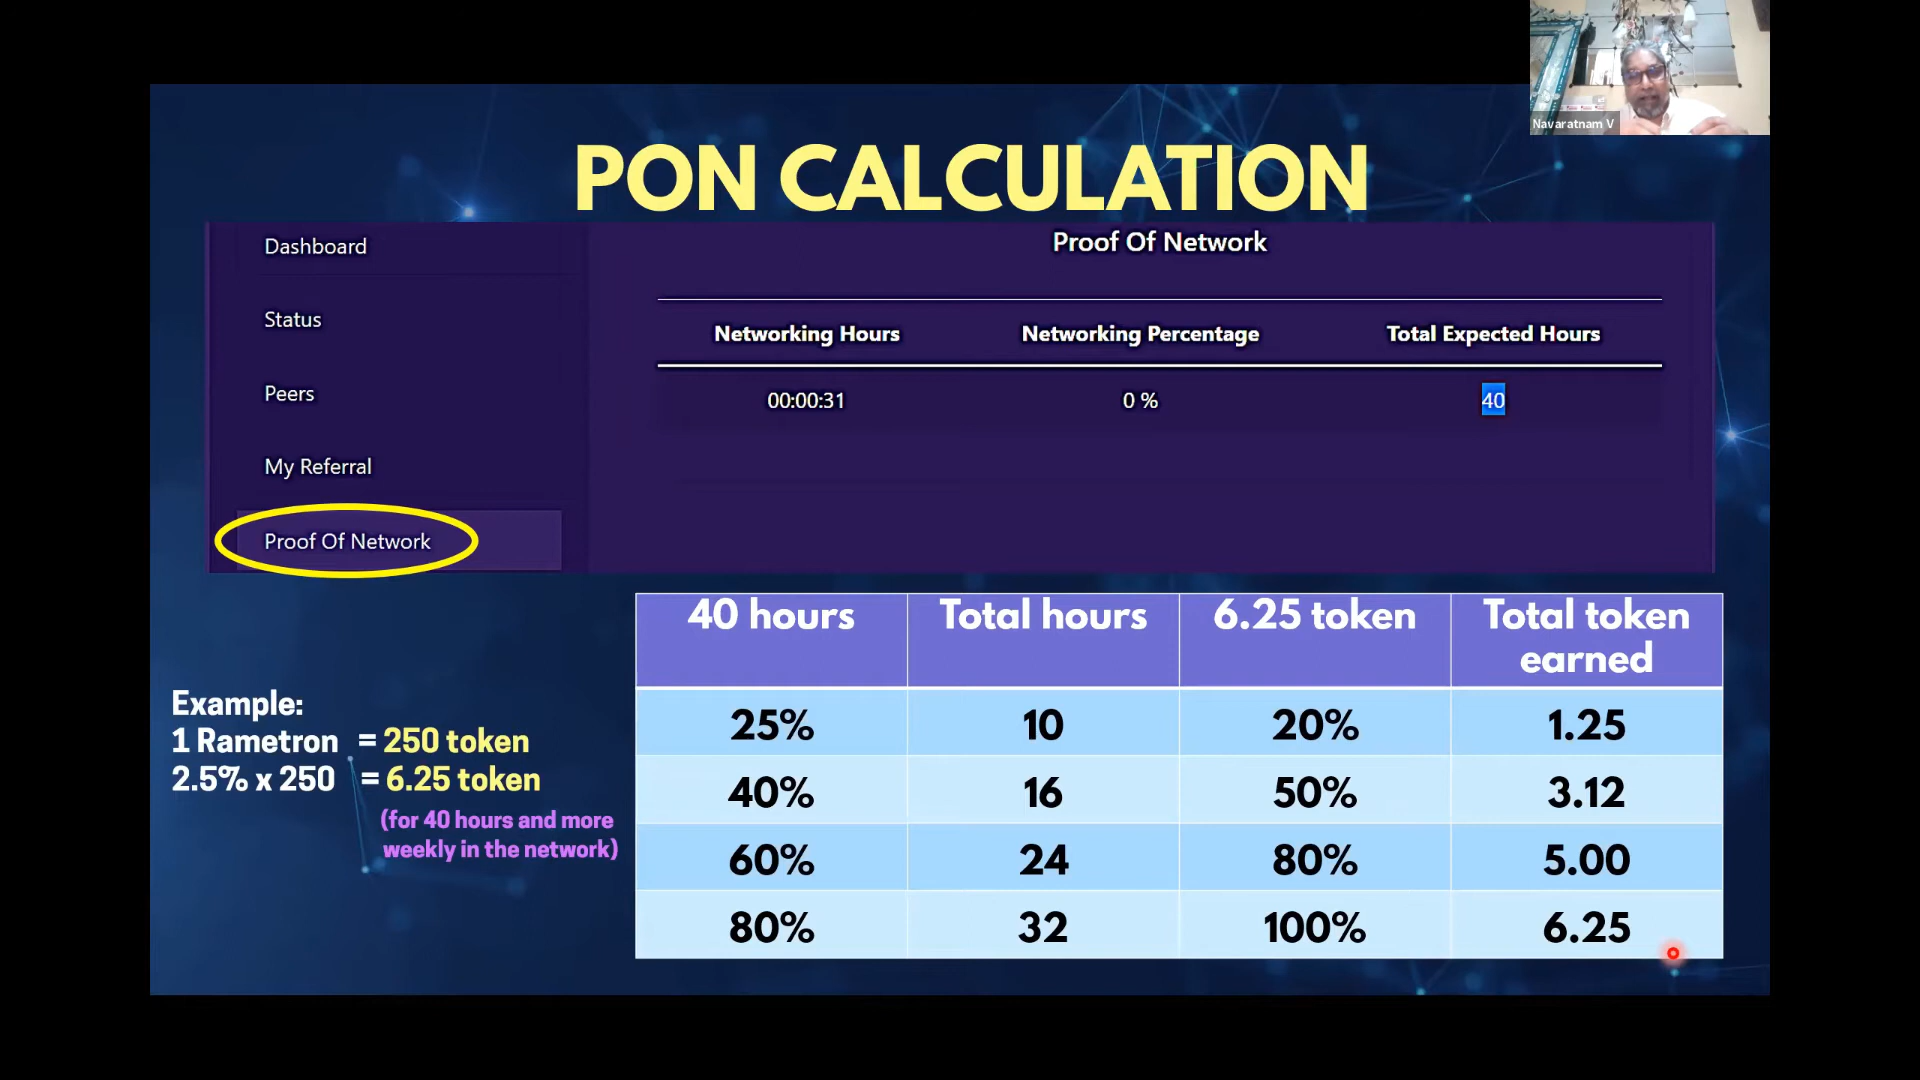 Navaratnam V
PON CALCULATION
Dashboard
Status
Peers
My Referral
Proof Of Network
Proof Of Network
Networking Hours Networking Percentage Total Expected Hours
00:00:31 0 % 40
Example:
1 Rametron = 250 token
2.5% x 250 = 6.25 token
(for 40 hours and more
weekly in the network)
40 hours Total hours 6.25 token Total token
earned
25% 10 20% 1.25
40% 16 50% 3.12
60% 24 80% 5.00
80% 32 100% 6.25